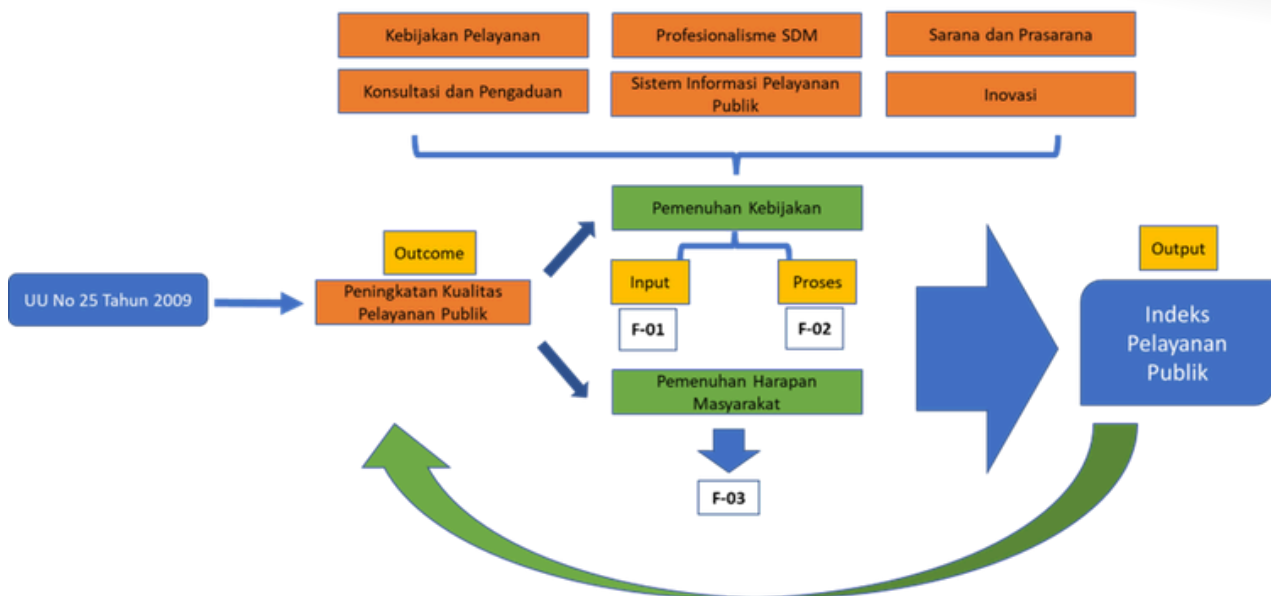 Kebijakan Pelayanan
Profesionalisme SDM
Sarana dan Prasarana
Konsultasi dan Pengaduan
Sistem Informasi Pelayanan
Publik
Inovasi
Pemenuhan Kebijakan
Outcome
Output
Input
Proses
UU No 25 Tahun 2009
Peningkatan Kualitas
Pelayanan Publik
Indeks
Pelayanan
Publik
F-01
F-02
Pemenuhan Harapan
Masyarakat
F-03